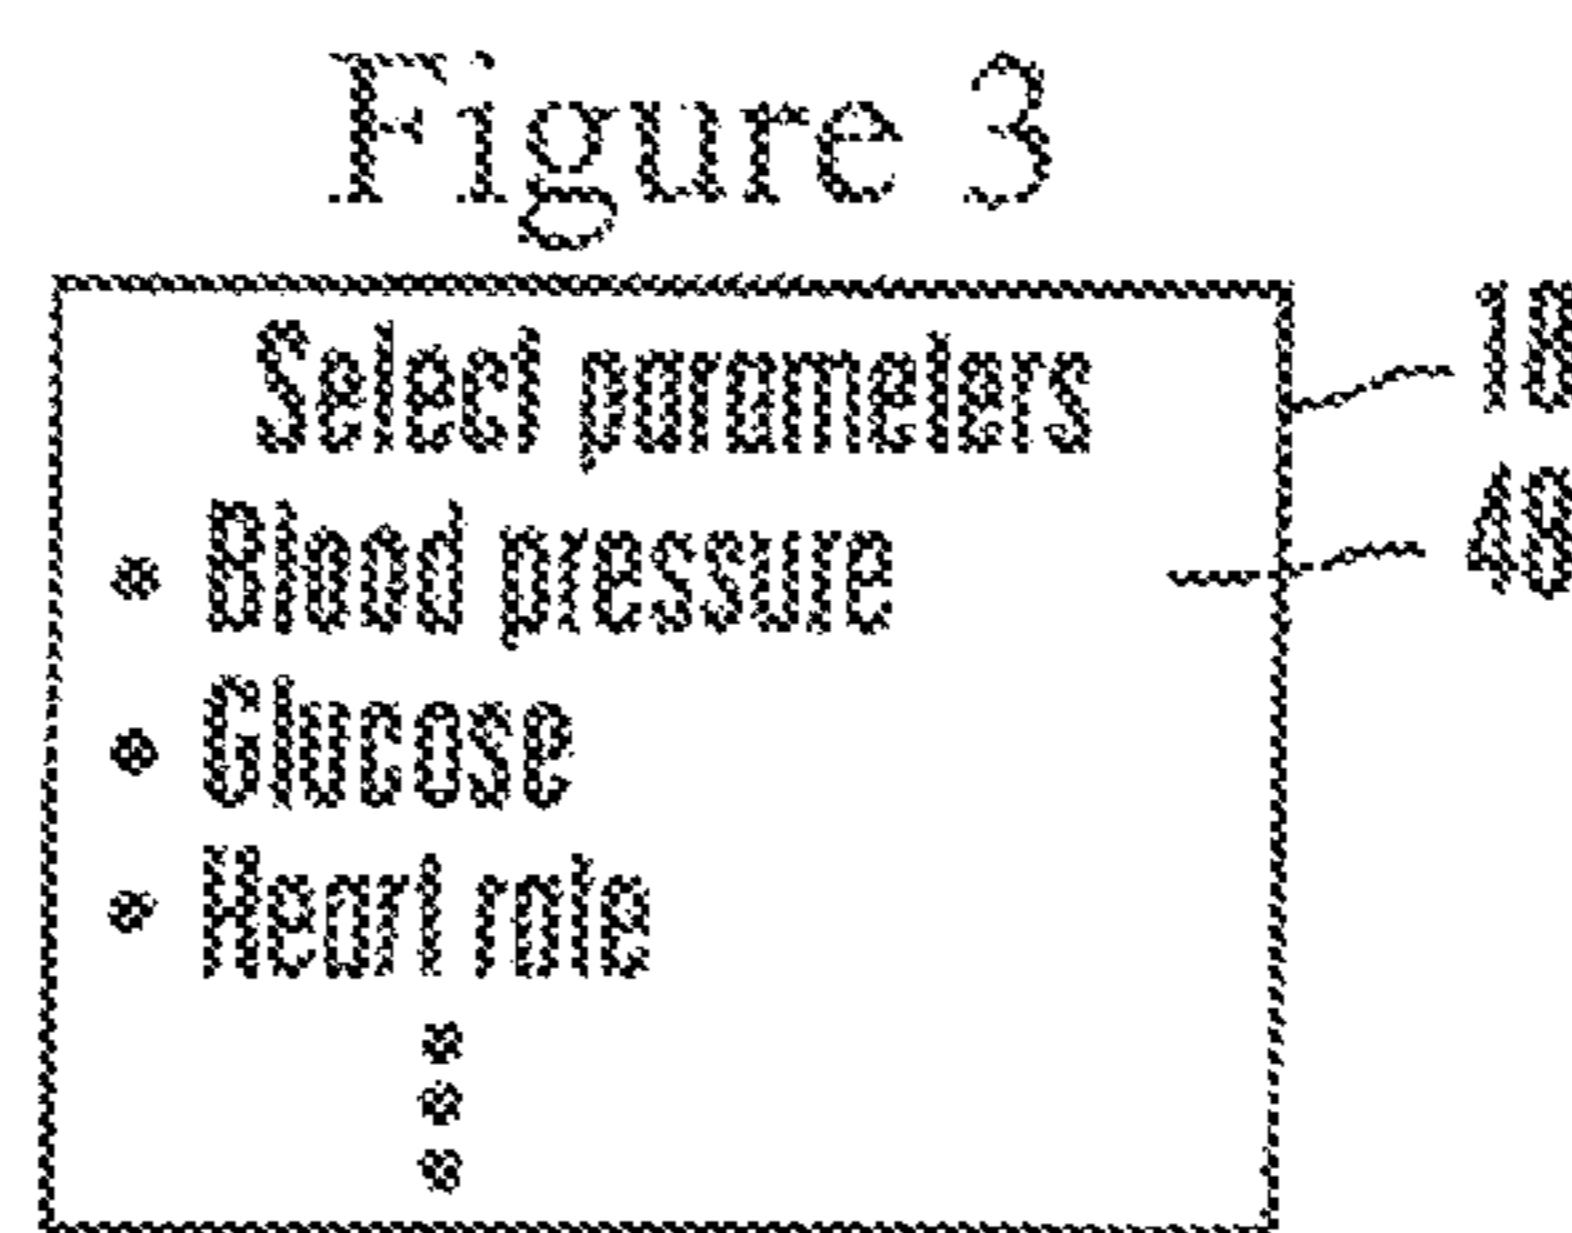 Figure 3
Select parameters
• Blood pressure
• Glucose
• Heart rate